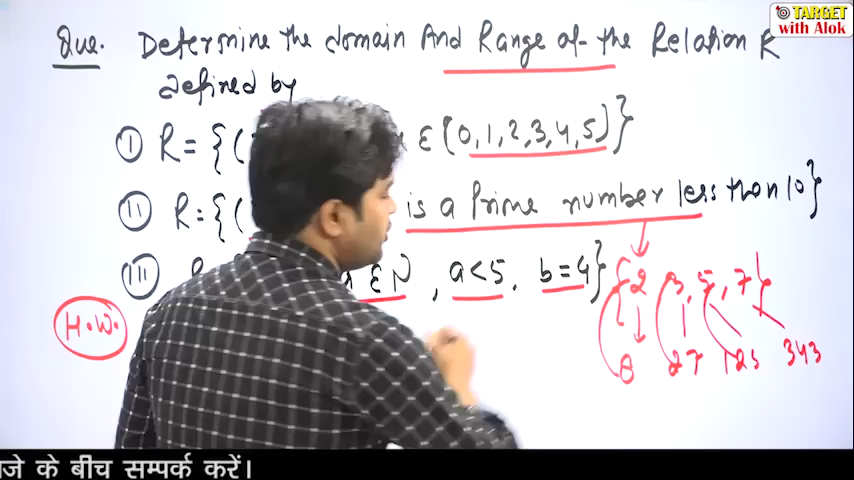 TARGET
with Alok
Que. Determine the domain And Range of the Relation R
defined by
(I) R = {( ε (0,1,2,3,4,5)}
(II) R = {( is a Prime number less than 10}
(III) ε N, a < 5, b = 4}
{2, 3, 5, 7}
H.W.
8 27 125 343
जे के बीच सम्पर्क करें।